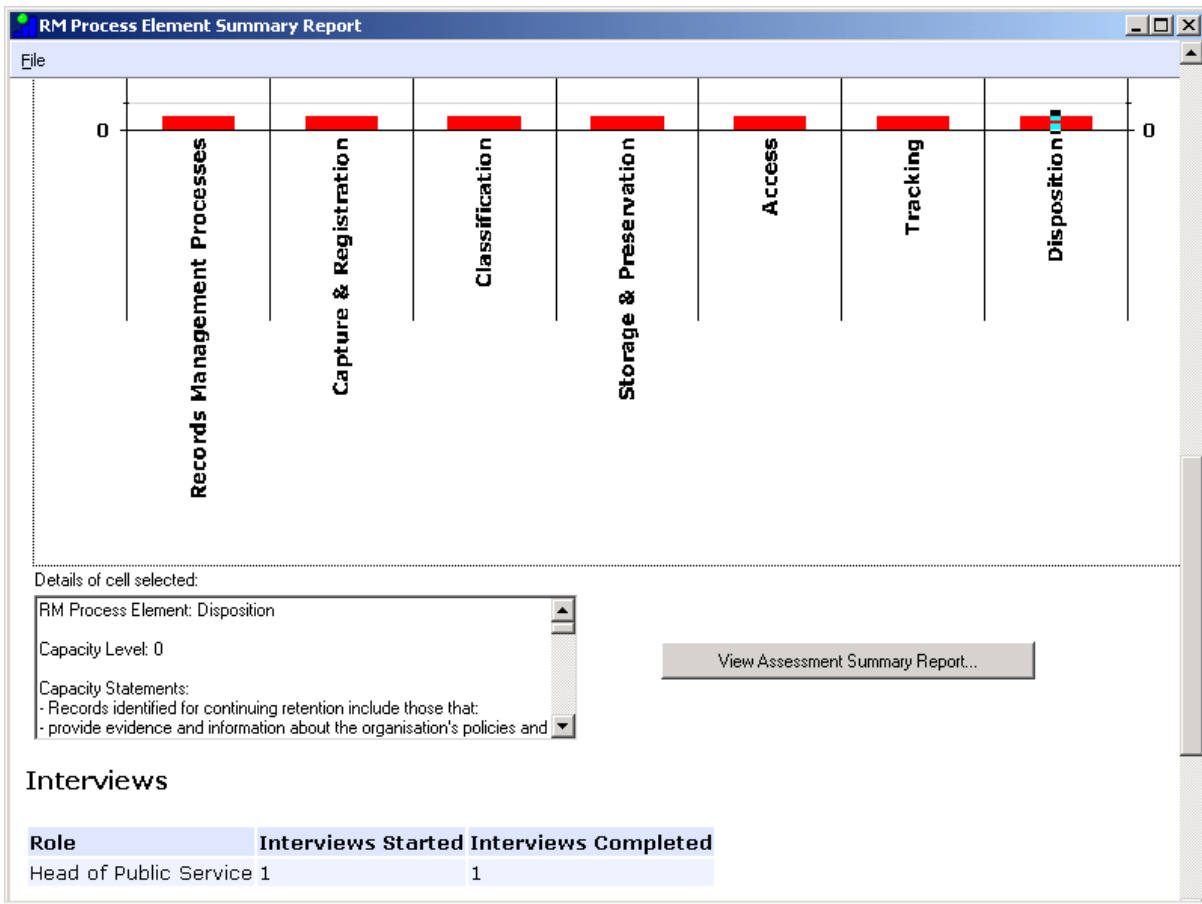 RM Process Element Summary Report
File
0
0
Records Management Processes
Capture & Registration
Classification
Storage & Preservation
Access
Tracking
Disposition
Details of cell selected:
RM Process Element: Disposition
Capacity Level: 0
Capacity Statements:
- Records identified for continuing retention include those that:
- provide evidence and information about the organisation's policies and
View Assessment Summary Report...
Interviews
Role Interviews Started Interviews Completed
Head of Public Service 1 1